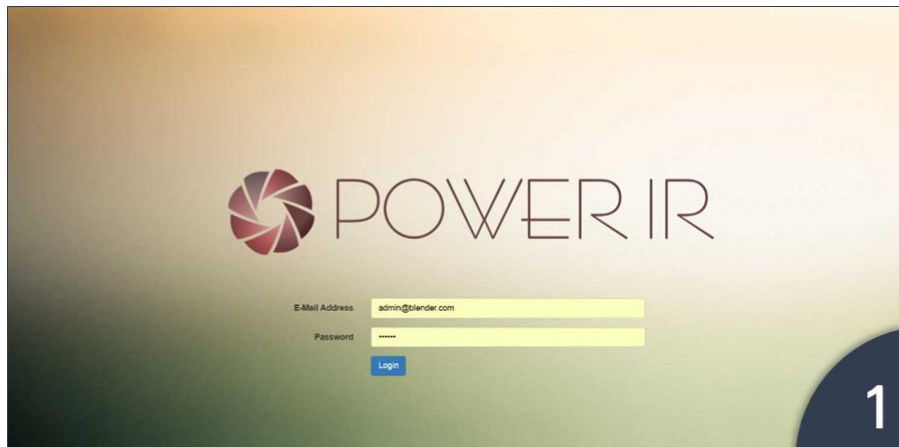 POWER IR
E-Mail Address admin@blender.com
Password ••••••
Login
1